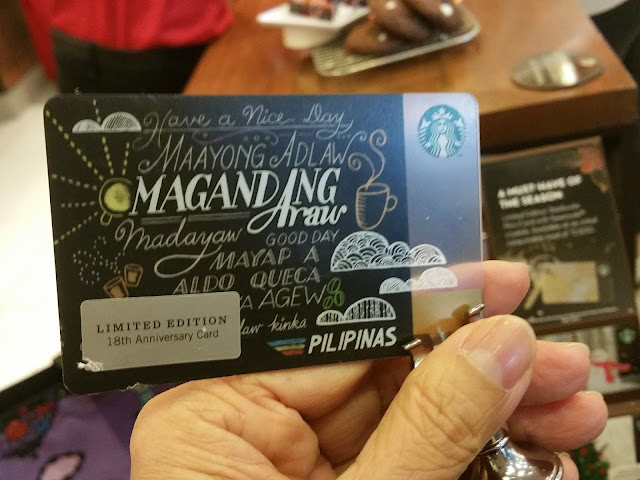 Have a Nice Day
MAAYONG ADLAW
MAGANDANG
Araw
Madayaw
GOOD DAY
MAYAP A
ALDO QUECA
AGEW
LIMITED EDITION
18th Anniversary Card
kinka
PILIPINAS
A MUST HAVE OF
THE SEASON